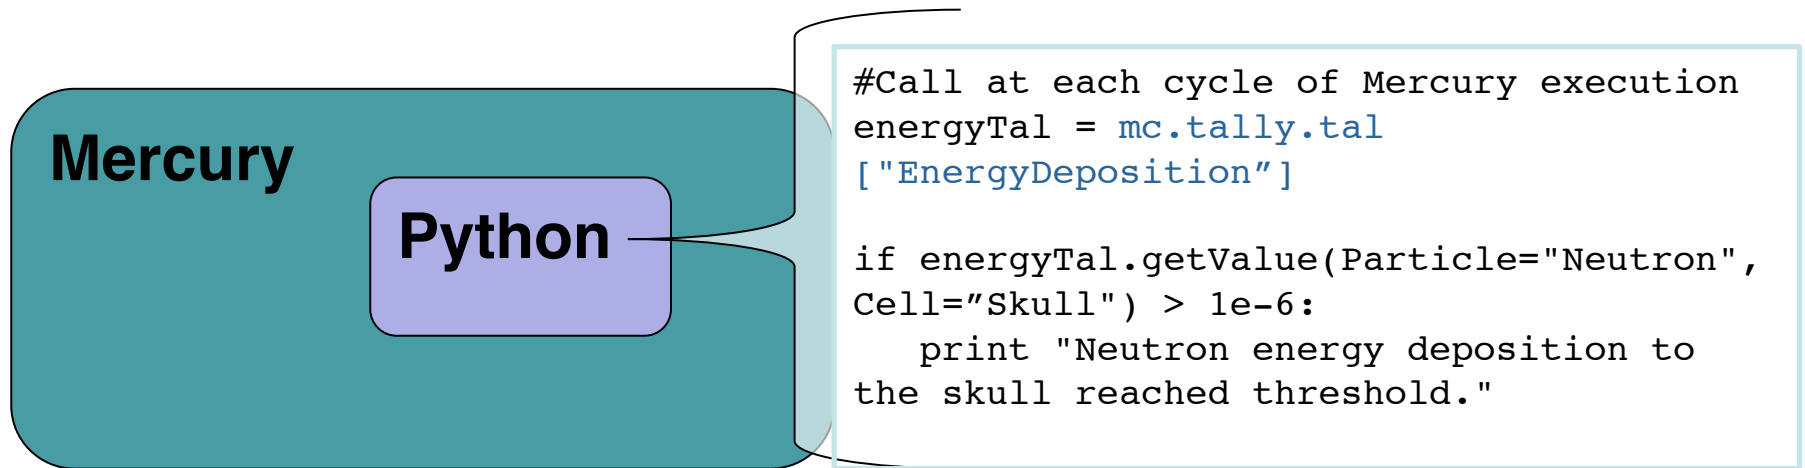 Mercury
Python
#Call at each cycle of Mercury execution
energyTal = mc.tally.tal
["EnergyDeposition”]
if energyTal.getValue(Particle="Neutron",
Cell=”Skull") > 1e-6:
   print "Neutron energy deposition to
the skull reached threshold."